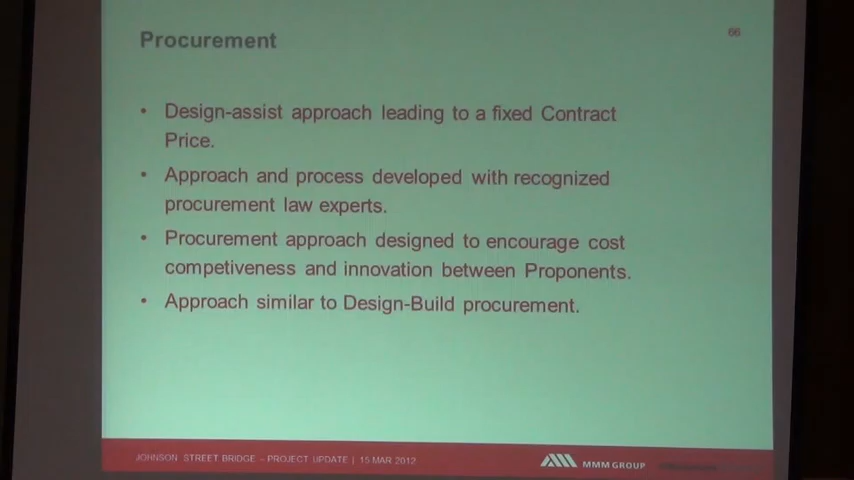 Procurement
66
• Design-assist approach leading to a fixed Contract
Price.
• Approach and process developed with recognized
procurement law experts.
• Procurement approach designed to encourage cost
competiveness and innovation between Proponents.
• Approach similar to Design-Build procurement.
JOHNSON STREET BRIDGE – PROJECT UPDATE | 15 MAR 2012
MMM GROUP